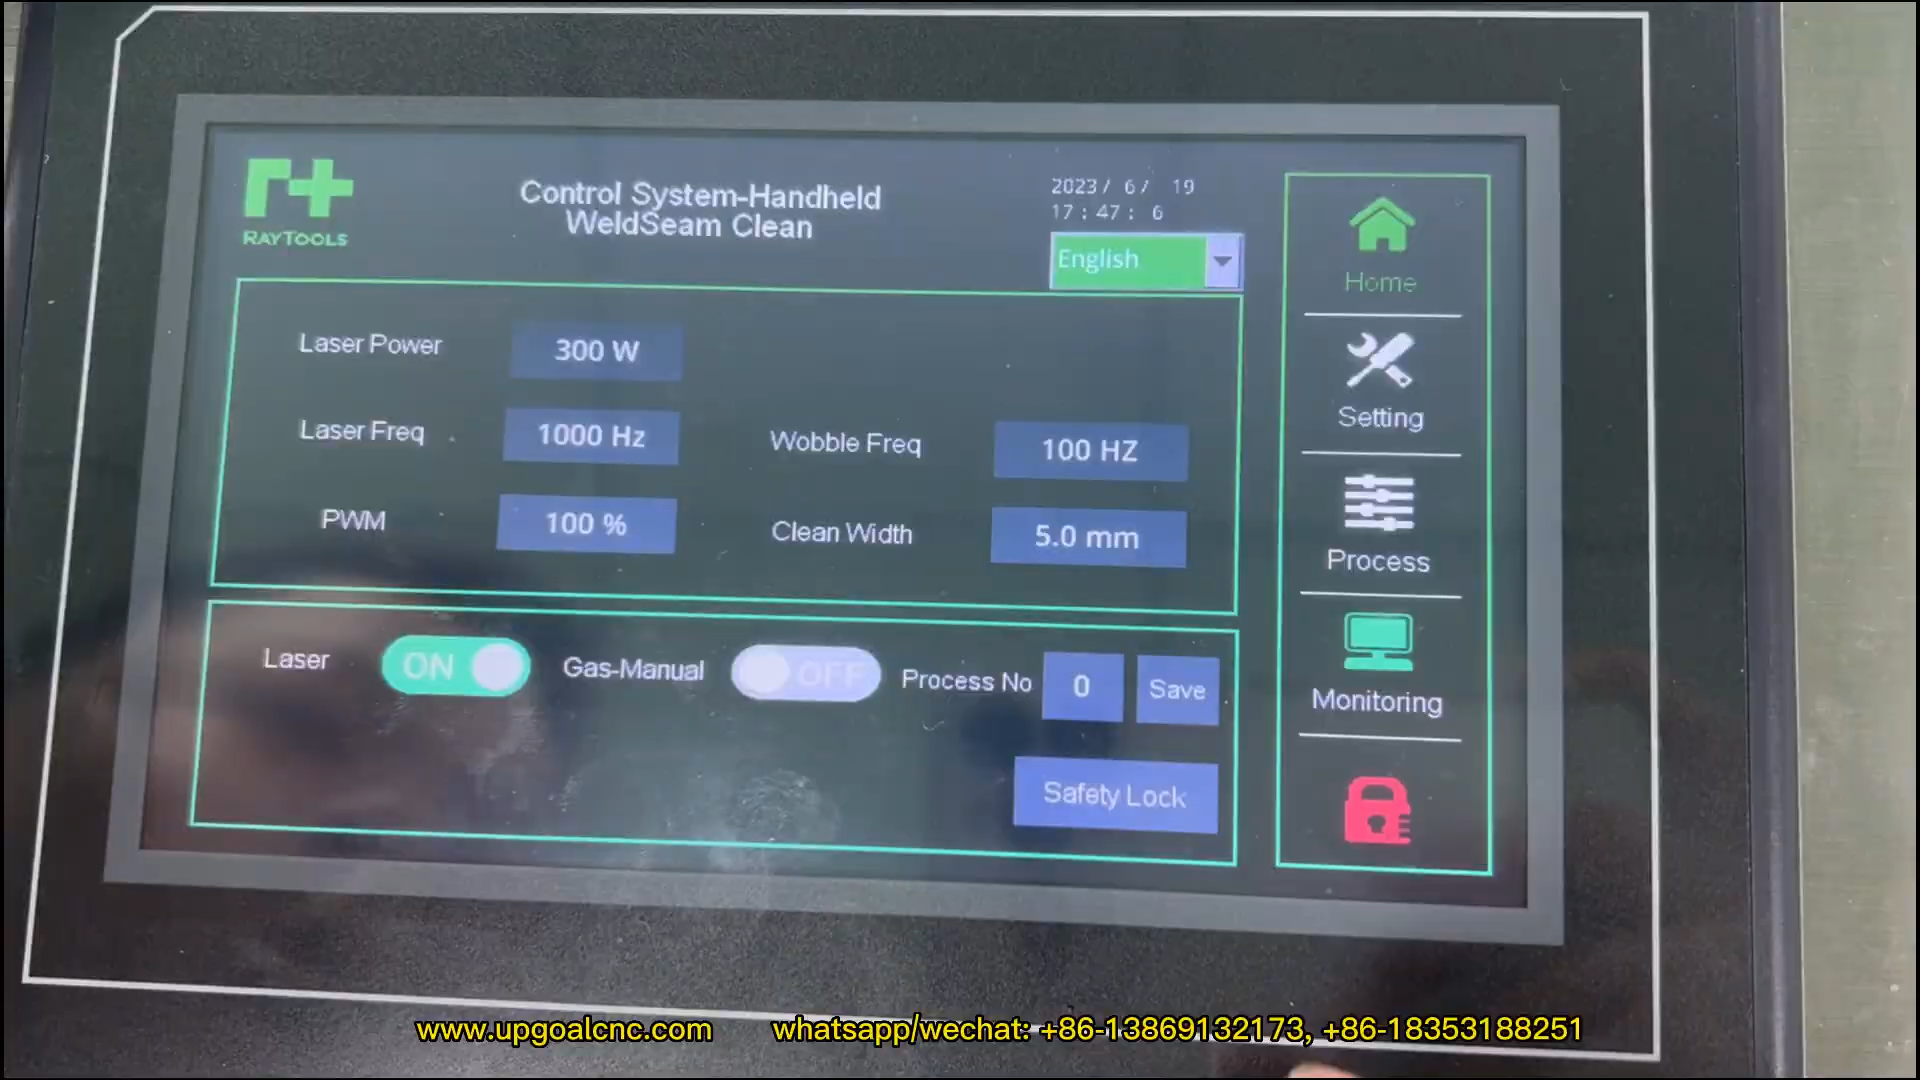 RAYTOOLS
Control System-Handheld
WeldSeam Clean
2023/ 6/ 19
17:47: 6
English
Laser Power
300 W
Laser Freq
1000 Hz
Wobble Freq
100 HZ
PWM
100 %
Clean Width
5.0 mm
Laser
ON
Gas-Manual
OFF
Process No
0
Save
Safety Lock
Home
Setting
Process
Monitoring
www.upgoalcnc.com
whatsapp/wechat: +86-13869132173, +86-18353188251